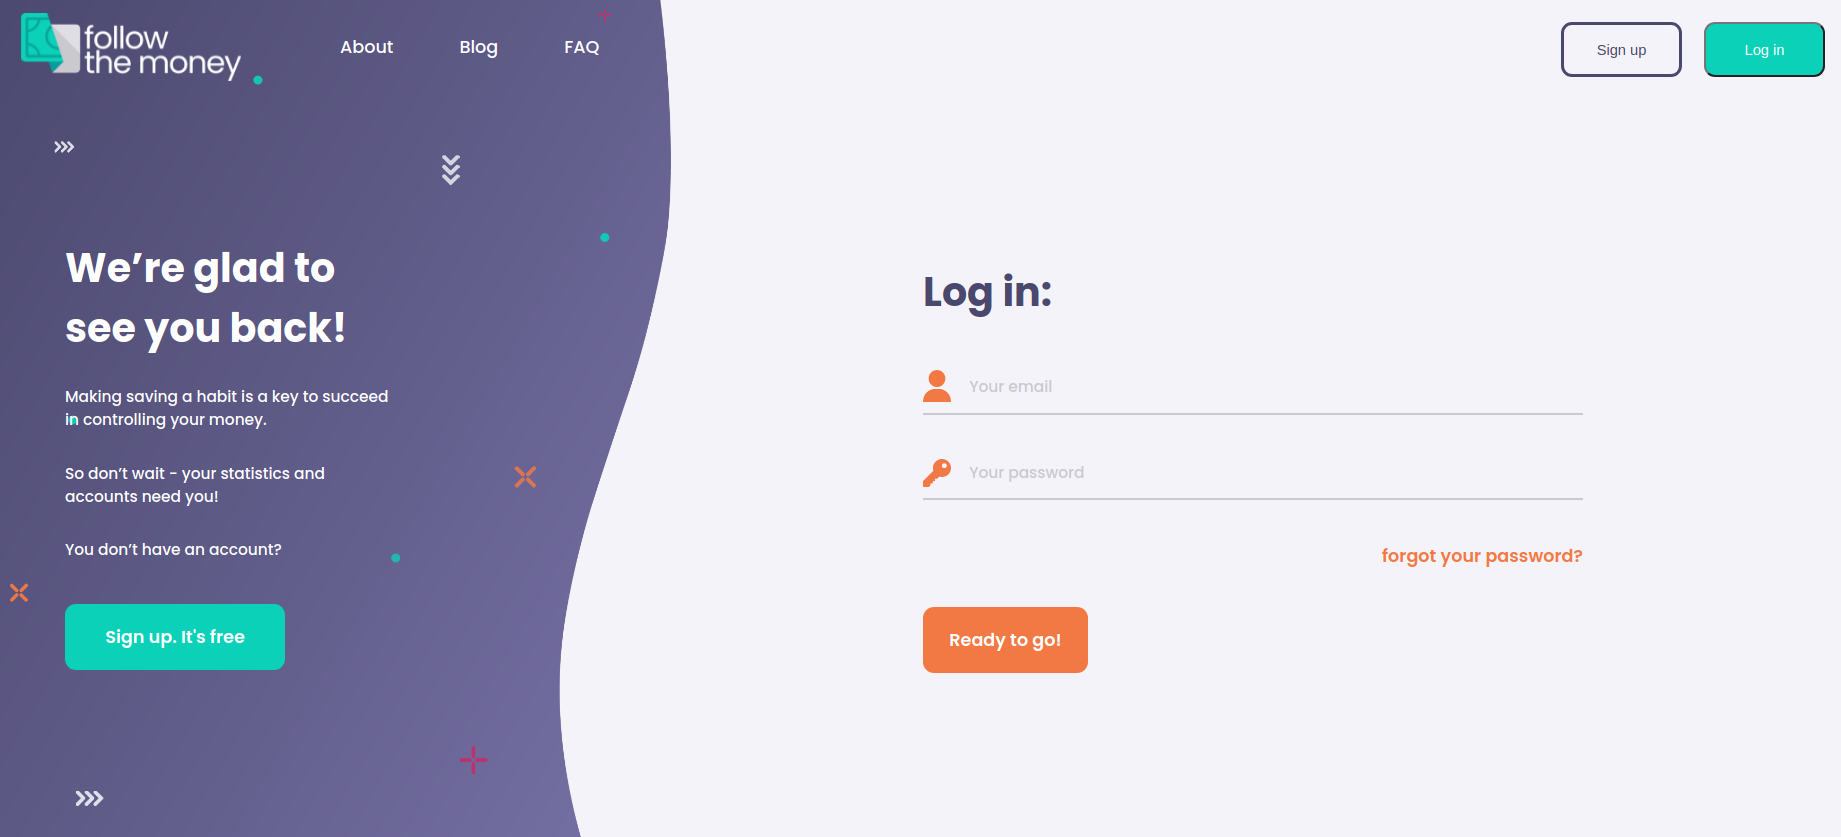 follow
the money
About
Blog
FAQ
Sign up
Log in
We’re glad to
see you back!
Making saving a habit is a key to succeed
in controlling your money.
So don’t wait - your statistics and
accounts need you!
You don’t have an account?
Sign up. It's free
Log in:
Your email
Your password
forgot your password?
Ready to go!